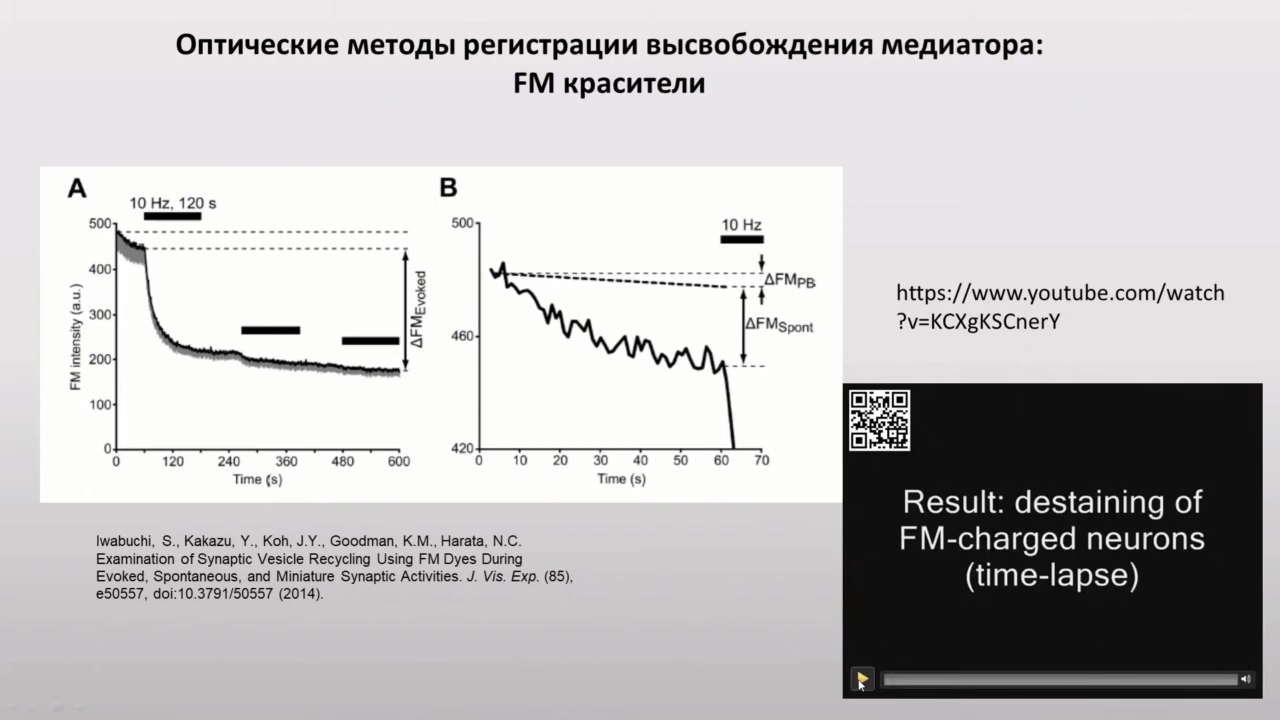 Оптические методы регистрации высвобождения медиатора:
FM красители
A
10 Hz, 120 s
500
400
300
200
100
0
FM intensity (a.u.)
0 120 240 360 480 600
Time (s)
ΔFMEvoked
B
10 Hz
500
460
420
ΔFMPB
ΔFMSpont
0 10 20 30 40 50 60 70
Time (s)
https://www.youtube.com/watch
?v=KCXgKSCnerY
Result: destaining of
FM-charged neurons
(time-lapse)
Iwabuchi, S., Kakazu, Y., Koh, J.Y., Goodman, K.M., Harata, N.C.
Examination of Synaptic Vesicle Recycling Using FM Dyes During
Evoked, Spontaneous, and Miniature Synaptic Activities. J. Vis. Exp. (85),
e50557, doi:10.3791/50557 (2014).